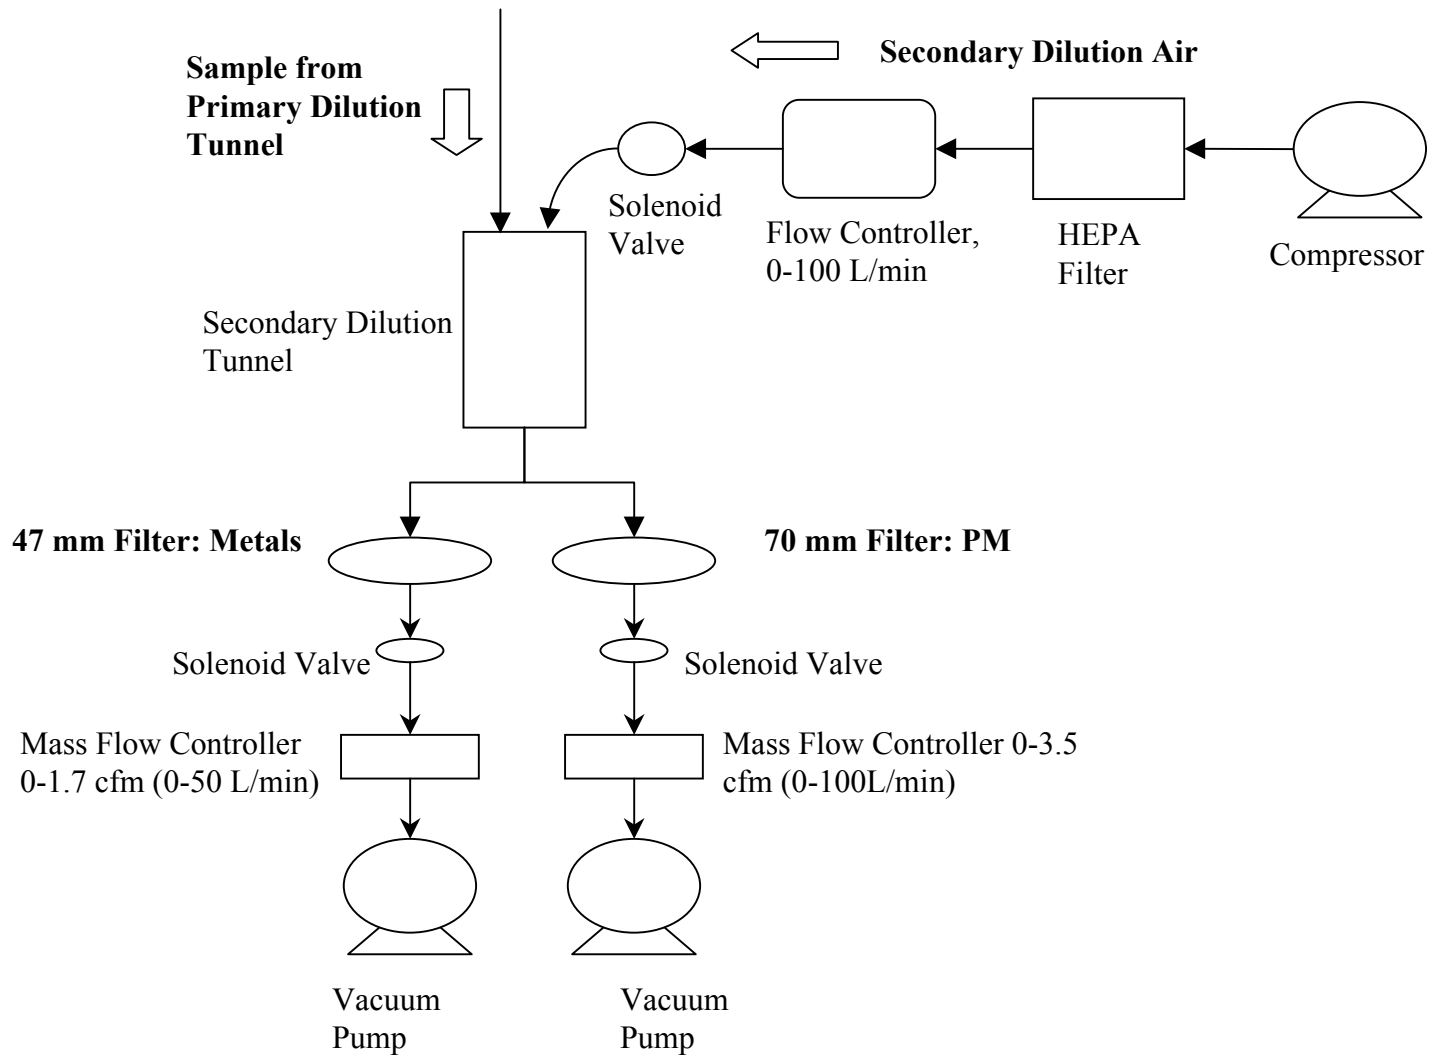 Sample from
Primary Dilution
Tunnel
Secondary Dilution Air
Solenoid
Valve
Flow Controller,
0-100 L/min
HEPA
Filter
Compressor
Secondary Dilution
Tunnel
47 mm Filter: Metals
70 mm Filter: PM
Solenoid Valve
Solenoid Valve
Mass Flow Controller
0-1.7 cfm (0-50 L/min)
Mass Flow Controller 0-3.5
cfm (0-100L/min)
Vacuum
Pump
Vacuum
Pump